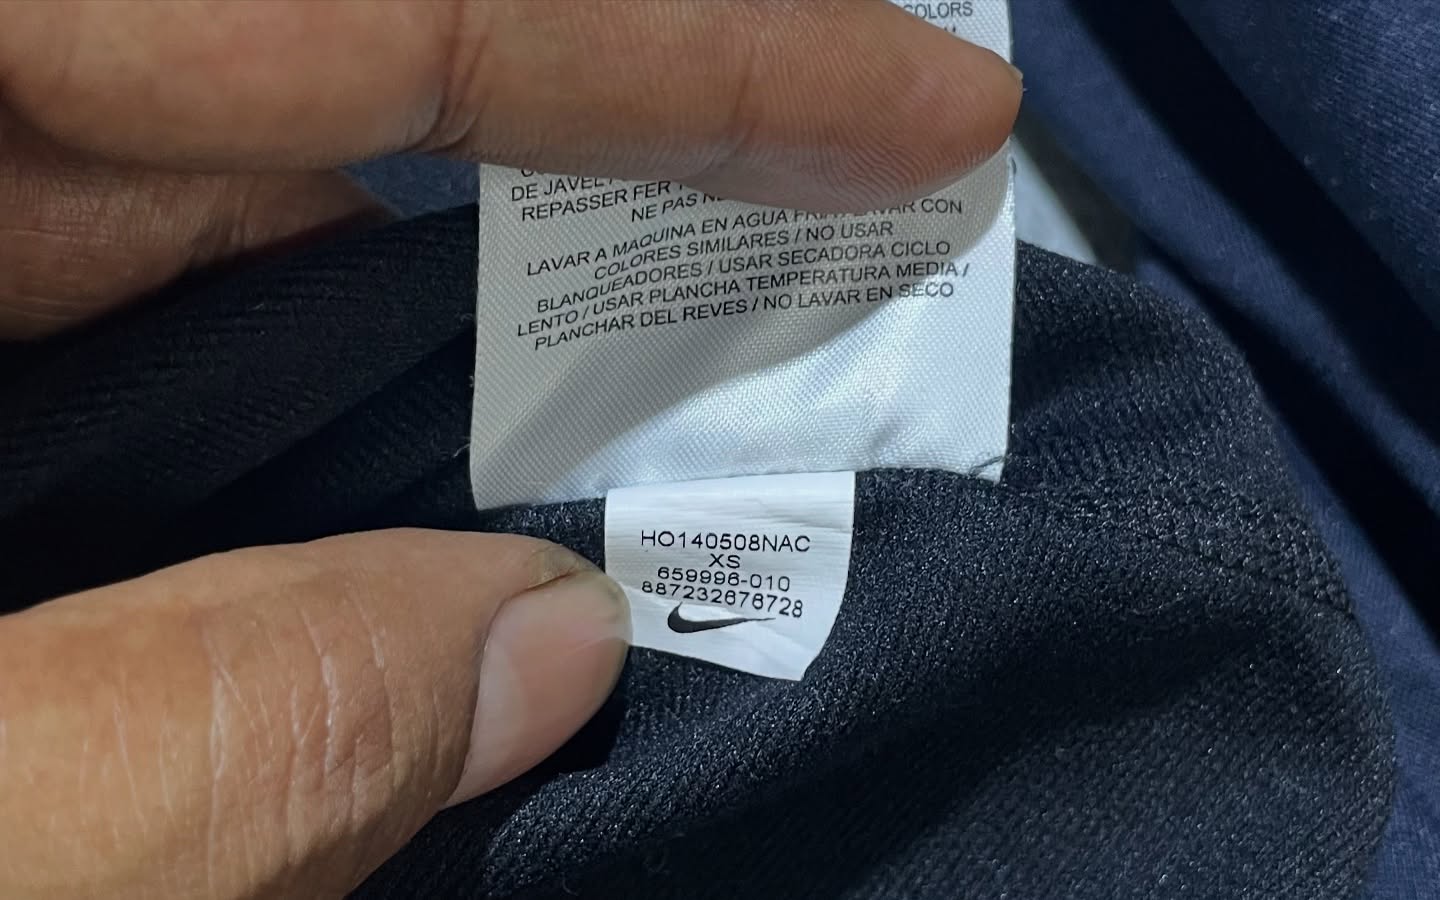 COLORS
DE JAVEL
REPASSER FER
NE PAS
LAVAR A MAQUINA EN AGUA FRIA / LAVAR CON
COLORES SIMILARES / NO USAR
BLANQUEADORES / USAR SECADORA CICLO
LENTO / USAR PLANCHA TEMPERATURA MEDIA /
PLANCHAR DEL REVES / NO LAVAR EN SECO
HO140508NAC
XS
659996-010
887232678728